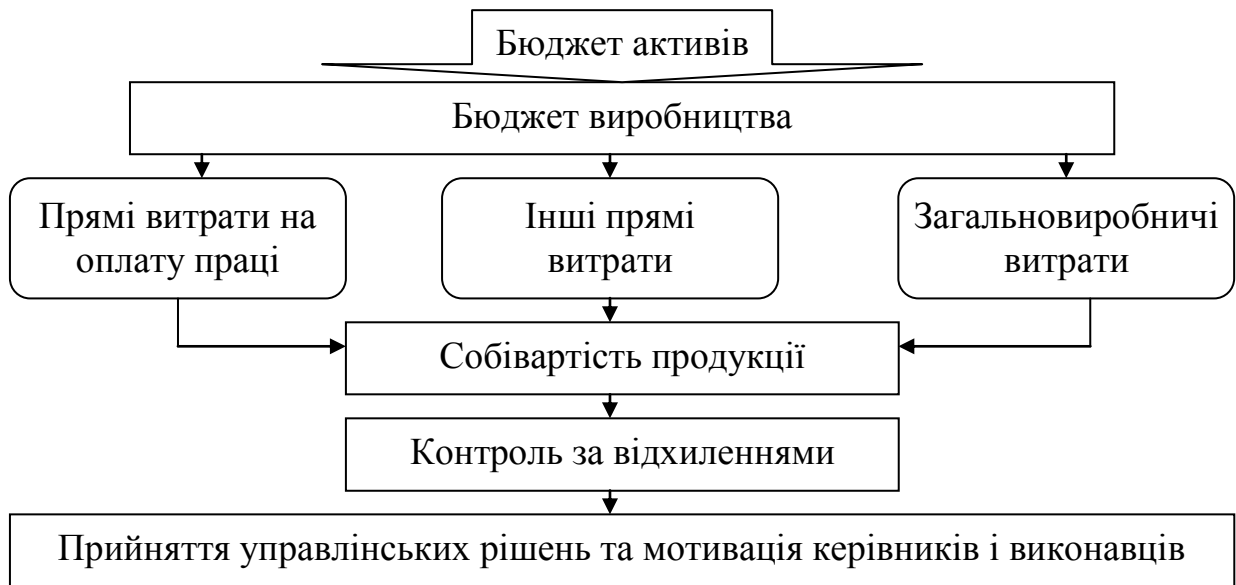 Бюджет активів
Бюджет виробництва
Прямі витрати на
оплату праці
Інші прямі
витрати
Загальновиробничі
витрати
Собівартість продукції
Контроль за відхиленнями
Прийняття управлінських рішень та мотивація керівників і виконавців